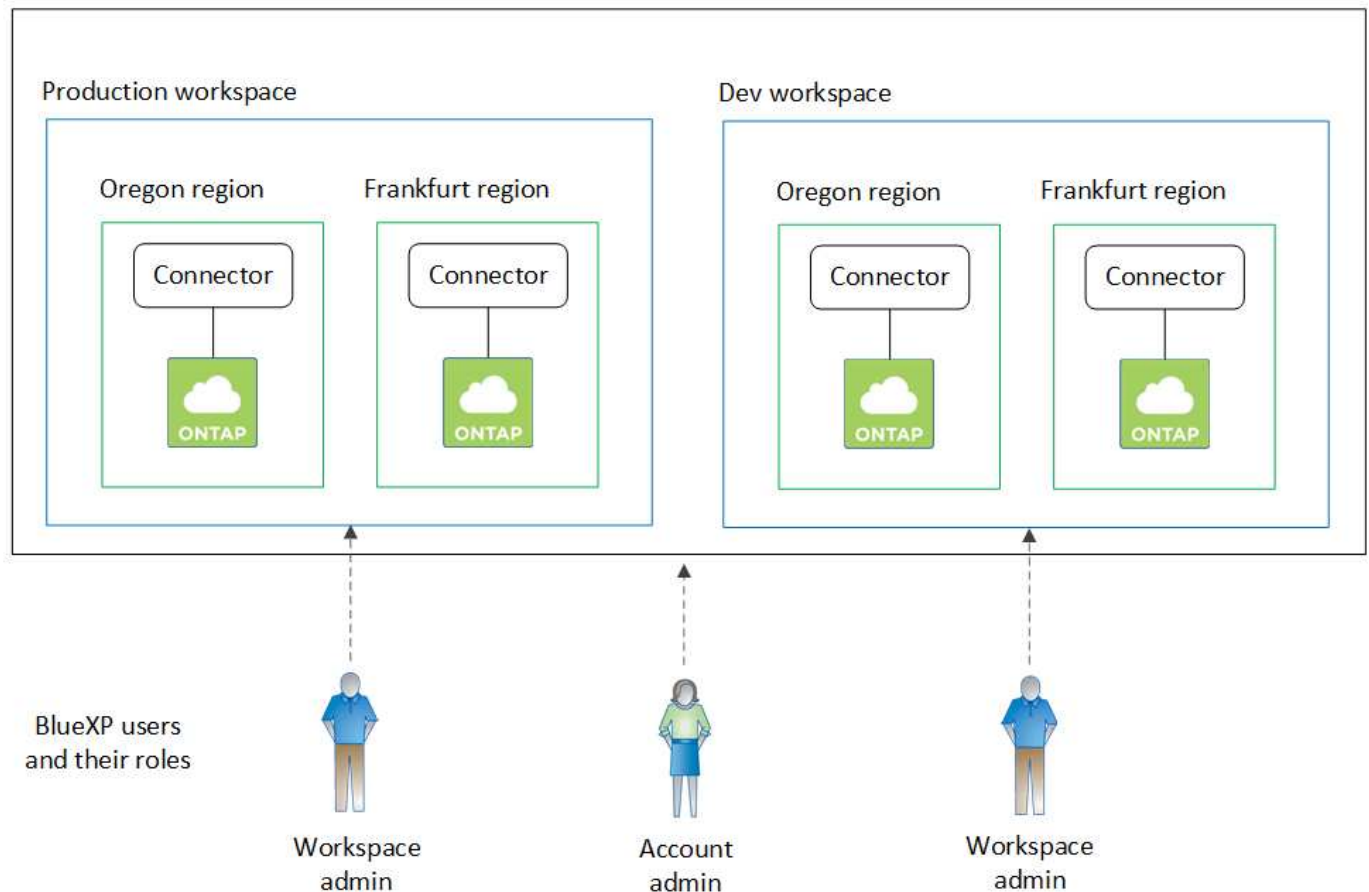 Production workspace
Dev workspace
Oregon region
Frankfurt region
Oregon region
Frankfurt region
Connector
Connector
Connector
Connector
ONTAP
ONTAP
ONTAP
ONTAP
BlueXP users
and their roles
Workspace
admin
Account
admin
Workspace
admin